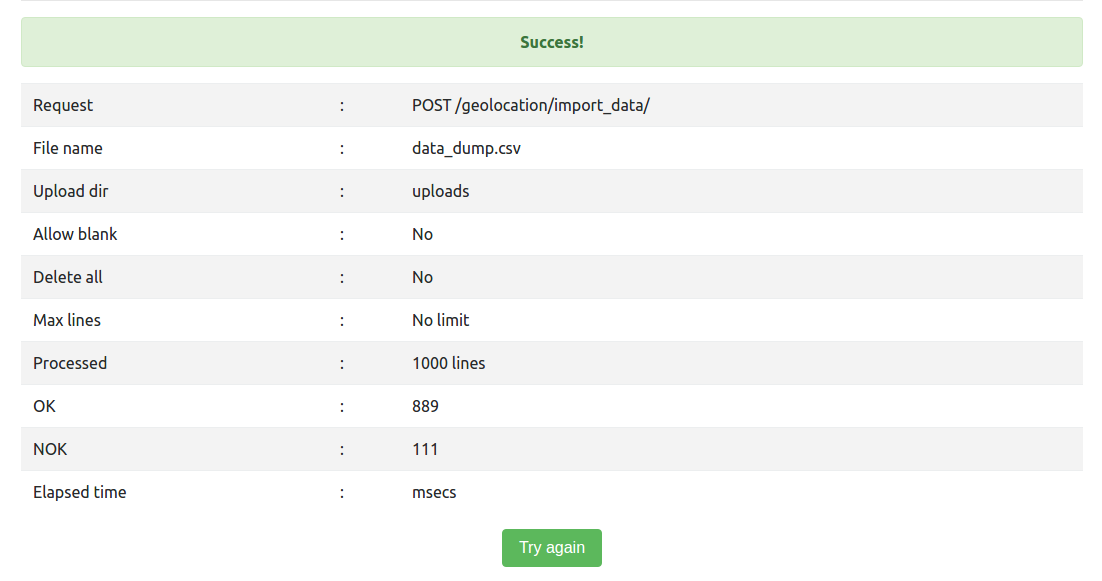 Success!
Request : POST /geolocation/import_data/
File name : data_dump.csv
Upload dir : uploads
Allow blank : No
Delete all : No
Max lines : No limit
Processed : 1000 lines
OK : 889
NOK : 111
Elapsed time : msecs
Try again